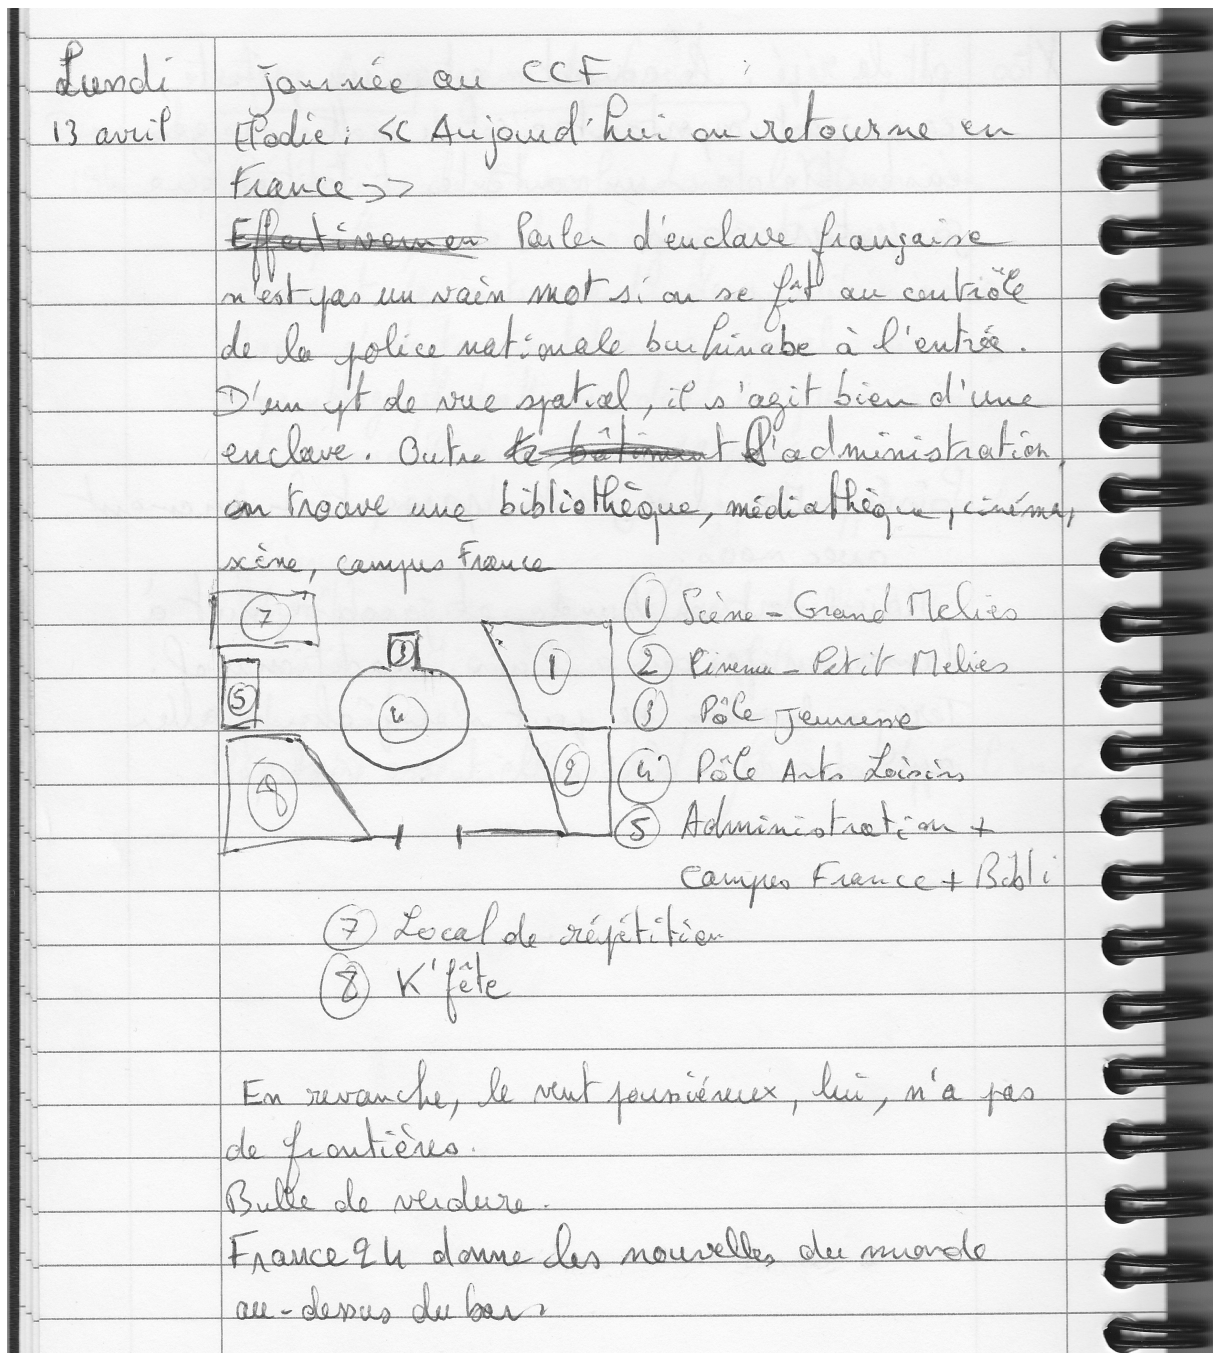 Lundi journée au CCF
13 avril Elodie : << Aujourd'hui on retourne en
France >>
Effectivemen Parler d'enclave française
n'est pas un vain mot si on se fit au contrôle
de la police nationale burkinabe à l'entrée.
D'un pt de vue spatial, il s'agit bien d'une
enclave. Outre le bâtiment l'administration,
on trouve une bibliothèque, médiathèque, cinéma,
scène, campus France
7
3
1
5
4
2
8
1 Scène - Grand Melies
2 Cinema - Petit Melies
3 Pôle Jeunesse
4 Pôle Arts Loisirs
5 Administration +
Campus France + Bibli
7 Local de répétition
8 K'fête
En revanche, le vent poussiéreux, lui, n'a pas
de frontières.
Bulle de verdure.
France 24 donne les nouvelles du monde
au-dessus du bar